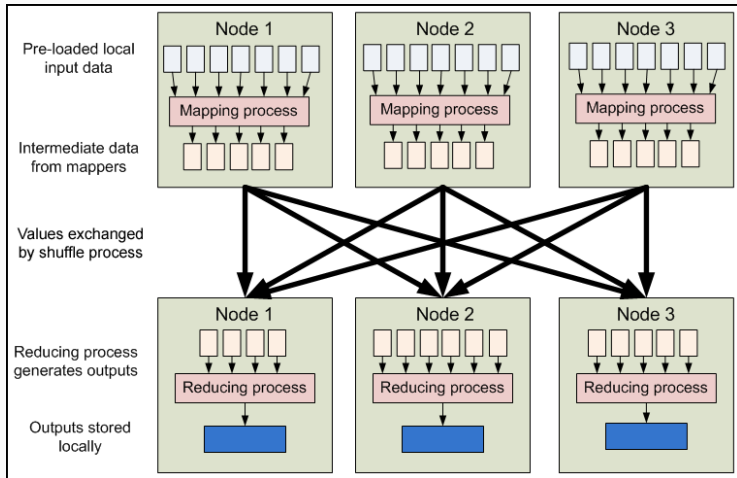 Node 1
Node 2
Node 3
Pre-loaded local
input data
Mapping process
Mapping process
Mapping process
Intermediate data
from mappers
Values exchanged
by shuffle process
Node 1
Node 2
Node 3
Reducing process
generates outputs
Reducing process
Reducing process
Reducing process
Outputs stored
locally